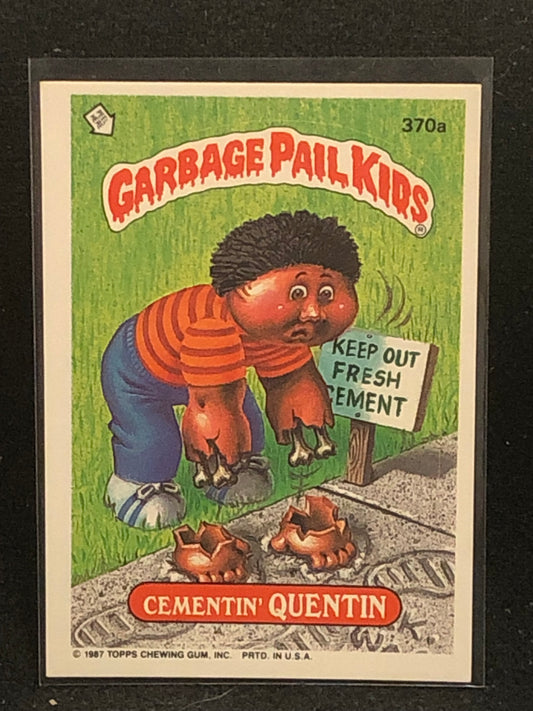 370a
GARBAGE PAIL KIDS
KEEP OUT
FRESH
CEMENT
CEMENTIN' QUENTIN
© 1987 TOPPS CHEWING GUM, INC. PRTD. IN U.S.A.